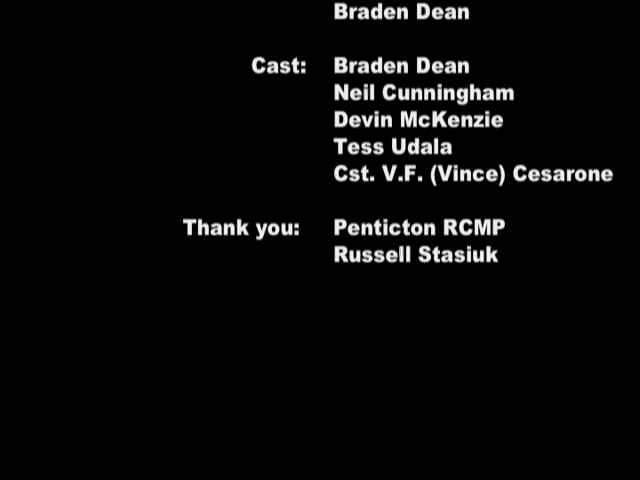 Braden Dean
Cast: Braden Dean
Neil Cunningham
Devin McKenzie
Tess Udala
Cst. V.F. (Vince) Cesarone
Thank you: Penticton RCMP
Russell Stasiuk